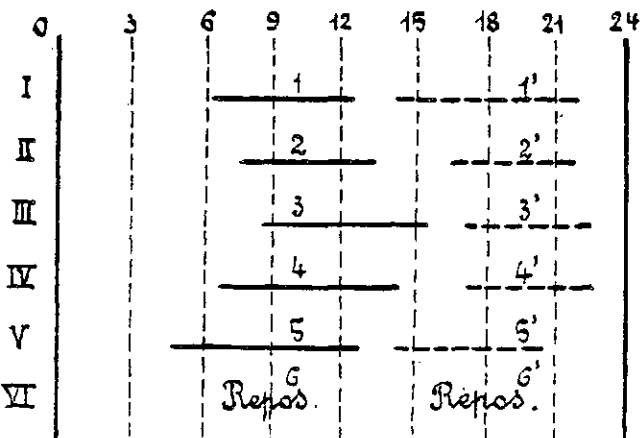 0 3 6 9 12 15 18 21 24
I 1 1'
II 2 2'
III 3 3'
IV 4 4'
V 5 5'
6 6'
VI Repos. Repos.